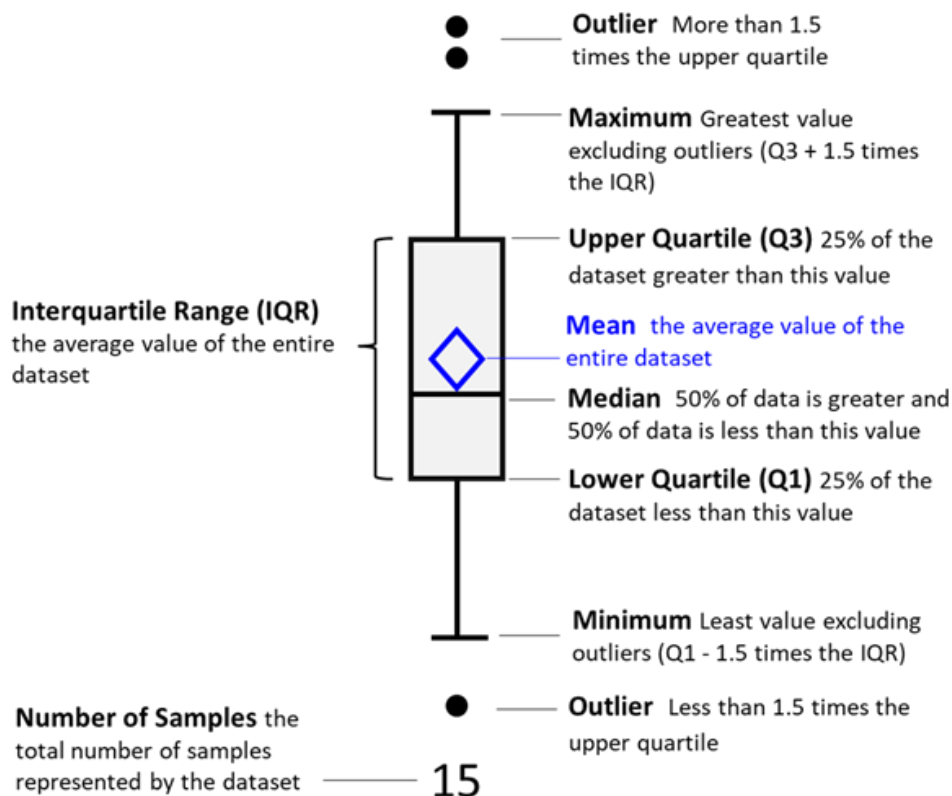 Outlier More than 1.5
times the upper quartile
Maximum Greatest value
excluding outliers (Q3 + 1.5 times
the IQR)
Upper Quartile (Q3) 25% of the
dataset greater than this value
Interquartile Range (IQR)
the average value of the entire
dataset
Mean the average value of the
entire dataset
Median 50% of data is greater and
50% of data is less than this value
Lower Quartile (Q1) 25% of the
dataset less than this value
Minimum Least value excluding
outliers (Q1 - 1.5 times the IQR)
Outlier Less than 1.5 times the
upper quartile
Number of Samples the
total number of samples
represented by the dataset
15